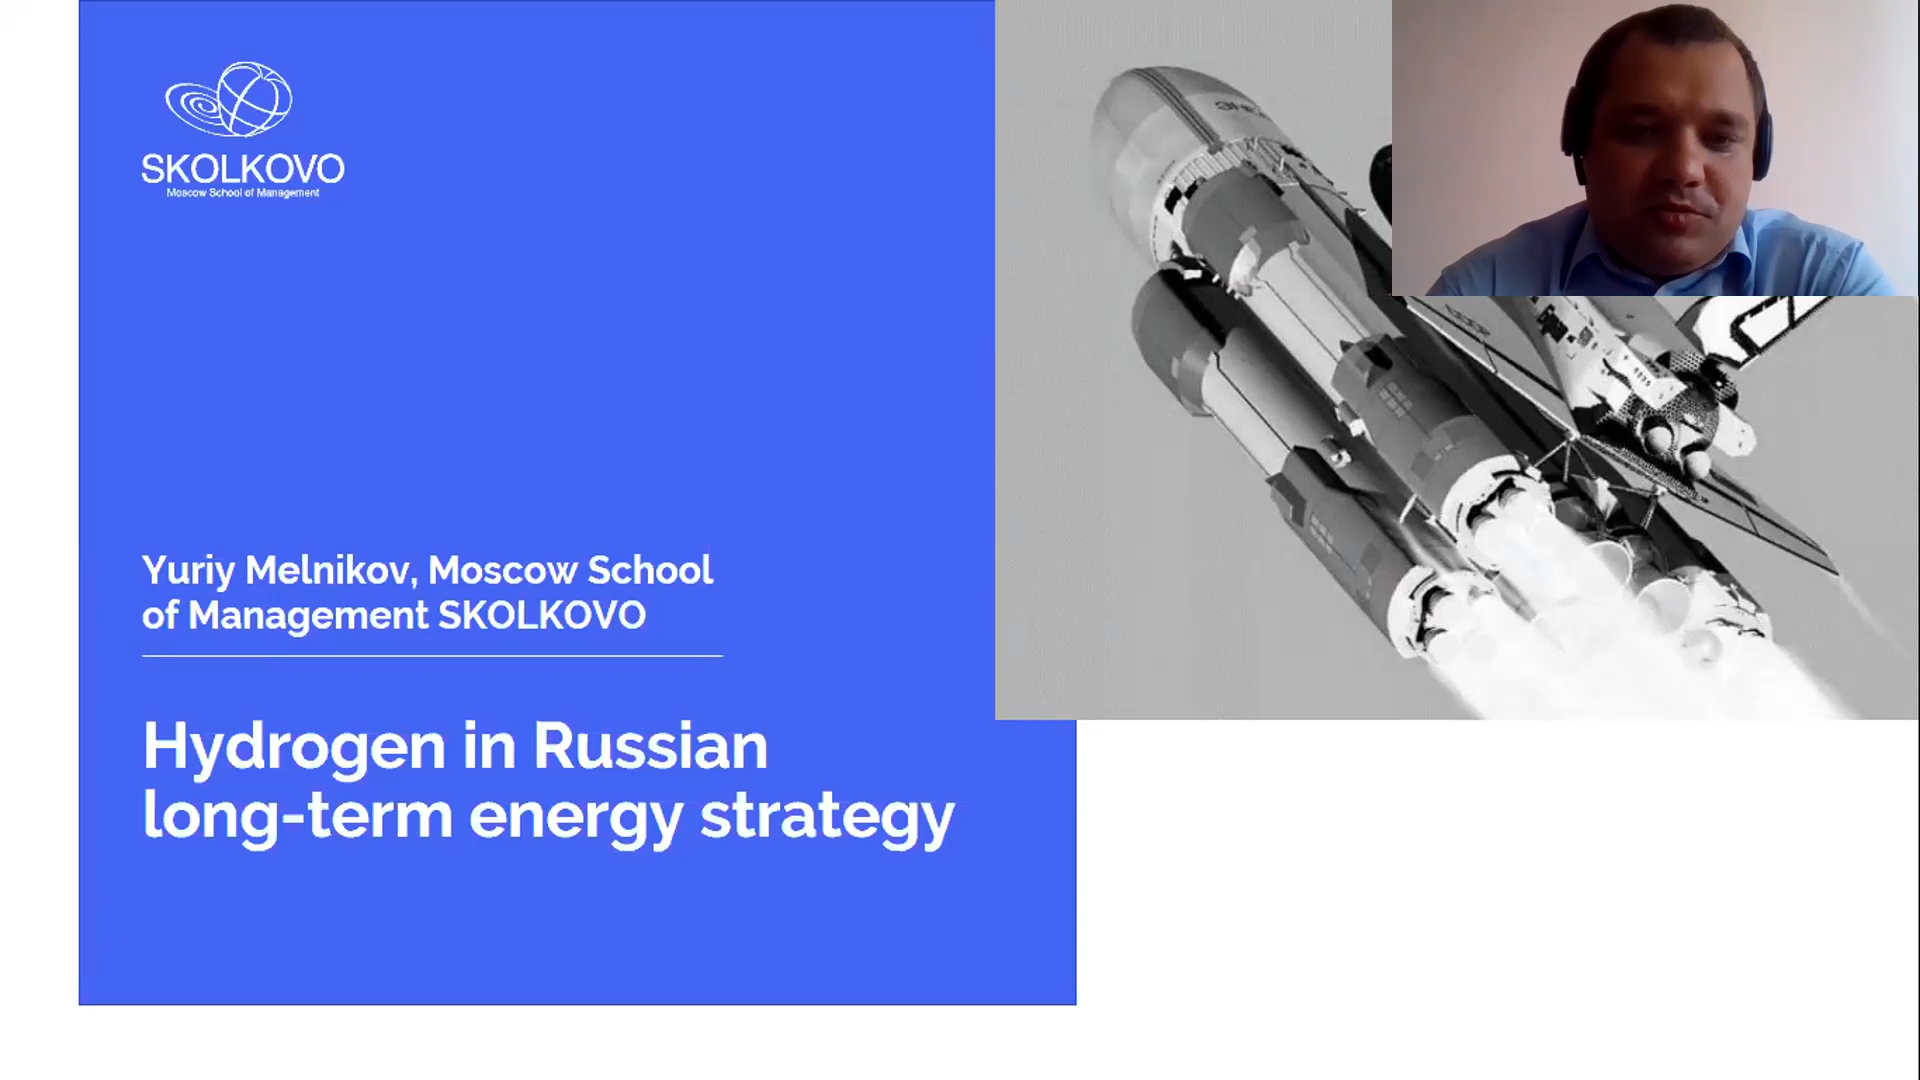 SKOLKOVO
Moscow School of Management
Yuriy Melnikov, Moscow School
of Management SKOLKOVO
Hydrogen in Russian
long-term energy strategy